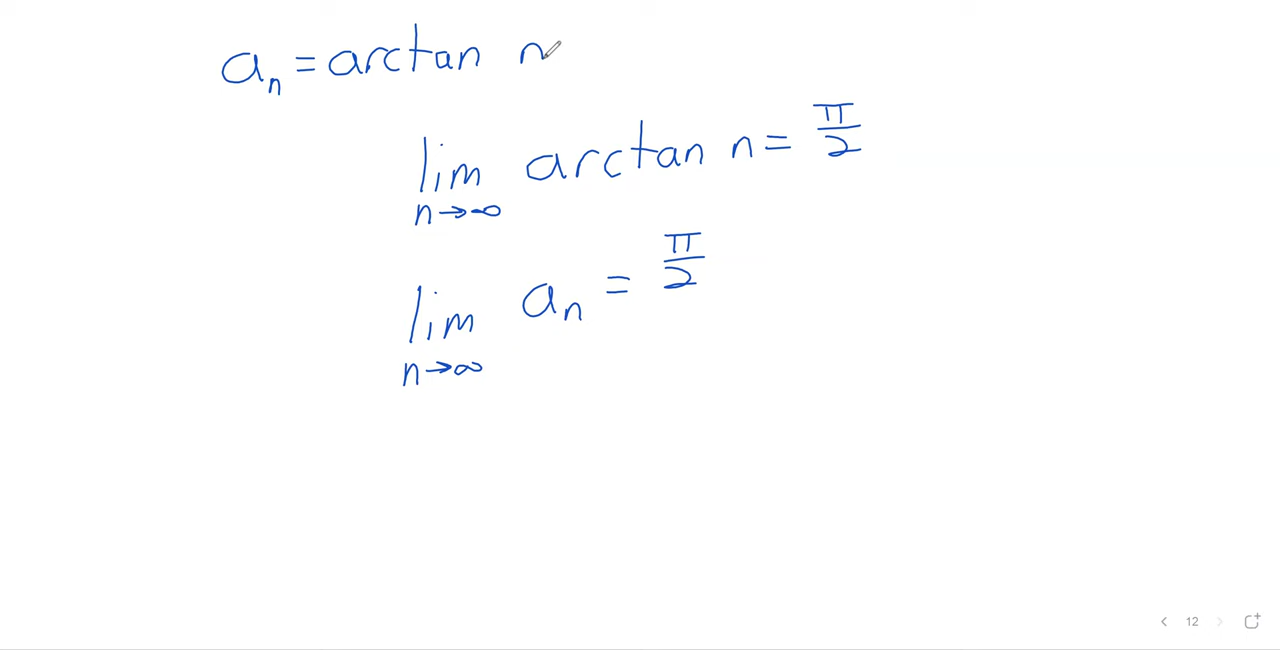 aₙ = arctan n
lim n→∞ arctan n = π/2
lim n→∞ aₙ = π/2
< 12 >